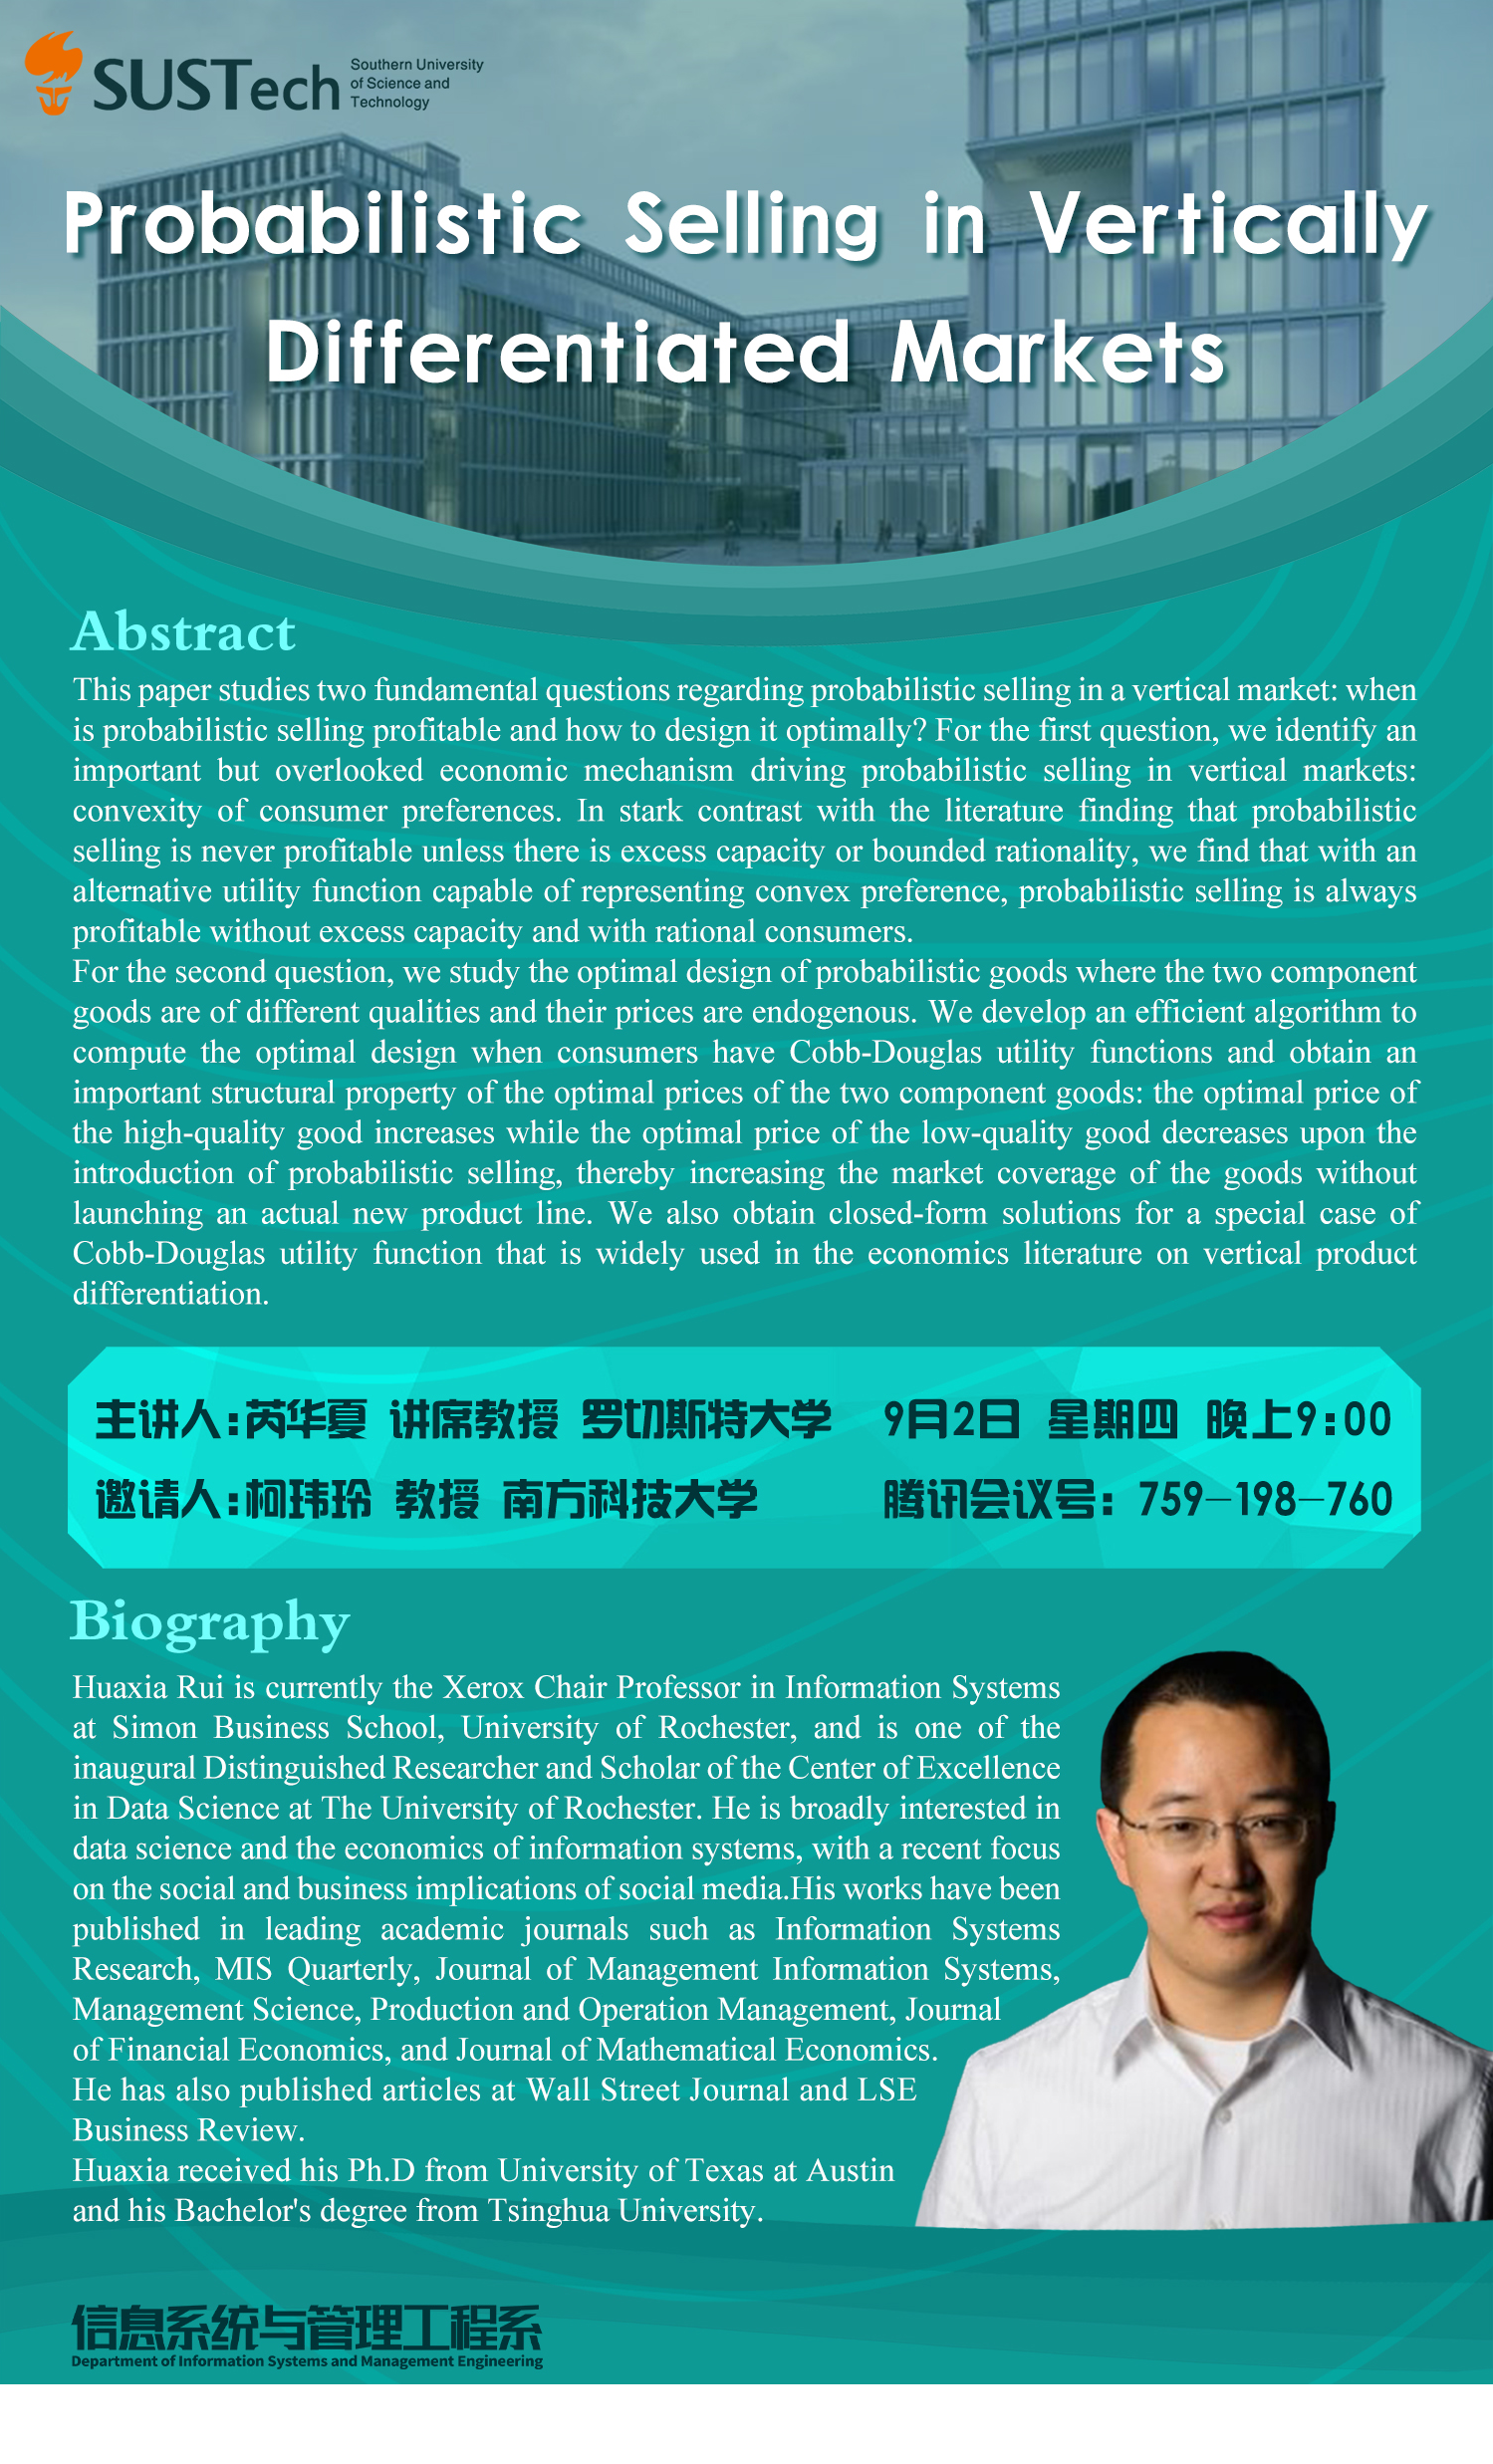 SUSTech
Southern University
of Science and
Technology
Probabilistic Selling in Vertically
Differentiated Markets
Abstract
This paper studies two fundamental questions regarding probabilistic selling in a vertical market: when
is probabilistic selling profitable and how to design it optimally? For the first question, we identify an
important but overlooked economic mechanism driving probabilistic selling in vertical markets:
convexity of consumer preferences. In stark contrast with the literature finding that probabilistic
selling is never profitable unless there is excess capacity or bounded rationality, we find that with an
alternative utility function capable of representing convex preference, probabilistic selling is always
profitable without excess capacity and with rational consumers.
For the second question, we study the optimal design of probabilistic goods where the two component
goods are of different qualities and their prices are endogenous. We develop an efficient algorithm to
compute the optimal design when consumers have Cobb-Douglas utility functions and obtain an
important structural property of the optimal prices of the two component goods: the optimal price of
the high-quality good increases while the optimal price of the low-quality good decreases upon the
introduction of probabilistic selling, thereby increasing the market coverage of the goods without
launching an actual new product line. We also obtain closed-form solutions for a special case of
Cobb-Douglas utility function that is widely used in the economics literature on vertical product
differentiation.
主讲人:芮华夏 讲席教授 罗切斯特大学 9月2日 星期四 晚上9:00
邀请人:柯玮玲 教授 南方科技大学 腾讯会议号: 759-198-760
Biography
Huaxia Rui is currently the Xerox Chair Professor in Information Systems
at Simon Business School, University of Rochester, and is one of the
inaugural Distinguished Researcher and Scholar of the Center of Excellence
in Data Science at The University of Rochester. He is broadly interested in
data science and the economics of information systems, with a recent focus
on the social and business implications of social media.His works have been
published in leading academic journals such as Information Systems
Research, MIS Quarterly, Journal of Management Information Systems,
Management Science, Production and Operation Management, Journal
of Financial Economics, and Journal of Mathematical Economics.
He has also published articles at Wall Street Journal and LSE
Business Review.
Huaxia received his Ph.D from University of Texas at Austin
and his Bachelor's degree from Tsinghua University.
信息系统与管理工程系
Department of Information Systems and Management Engineering